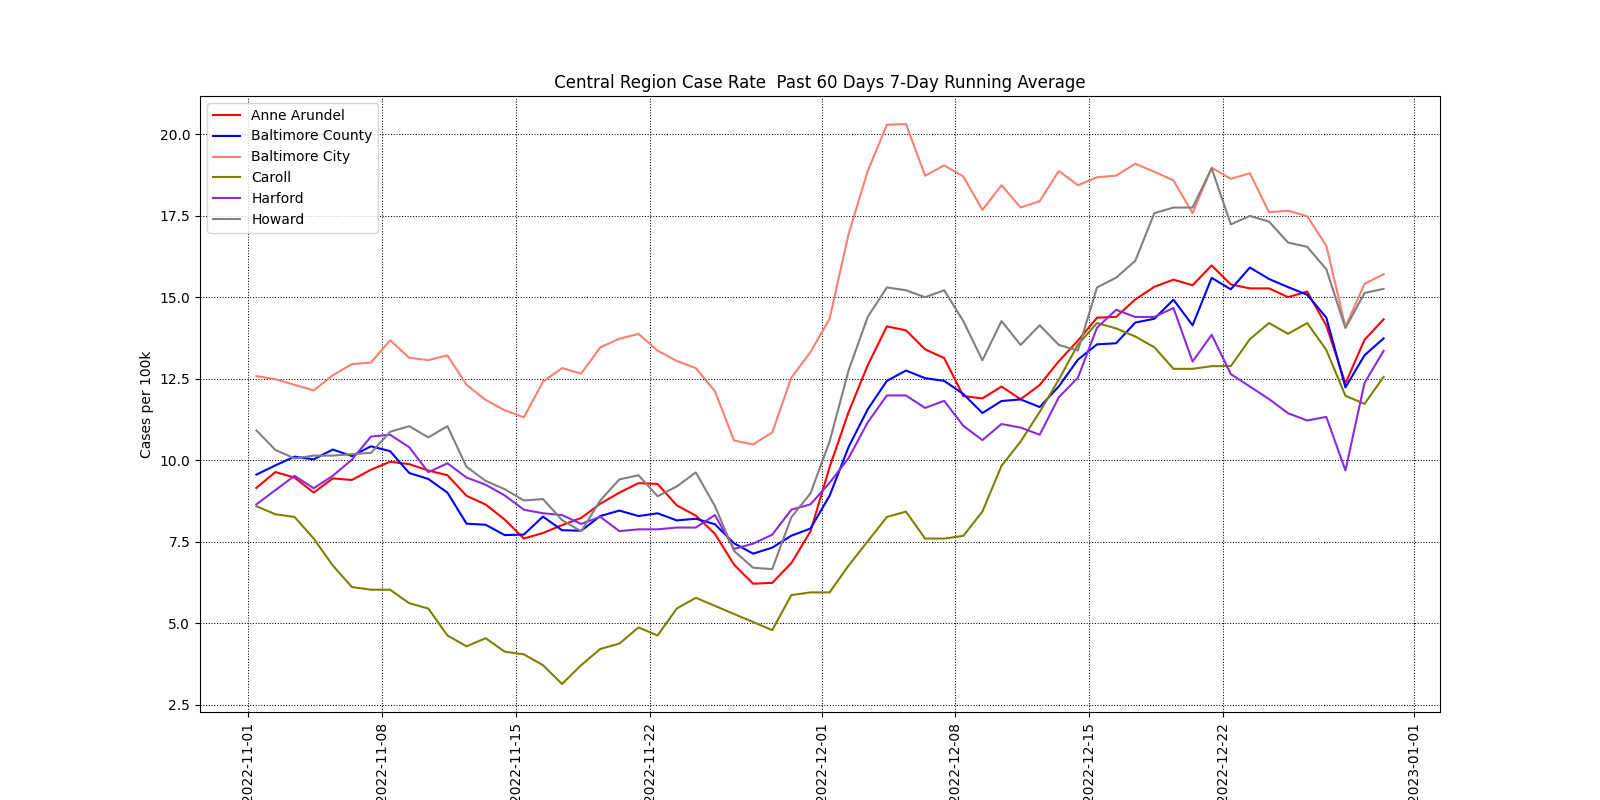 Central Region Case Rate  Past 60 Days 7-Day Running Average
Anne Arundel
Baltimore County
Baltimore City
Caroll
Harford
Howard
Cases per 100k
20.0
17.5
15.0
12.5
10.0
7.5
5.0
2.5
2022-11-01
2022-11-08
2022-11-15
2022-11-22
2022-12-01
2022-12-08
2022-12-15
2022-12-22
2023-01-01